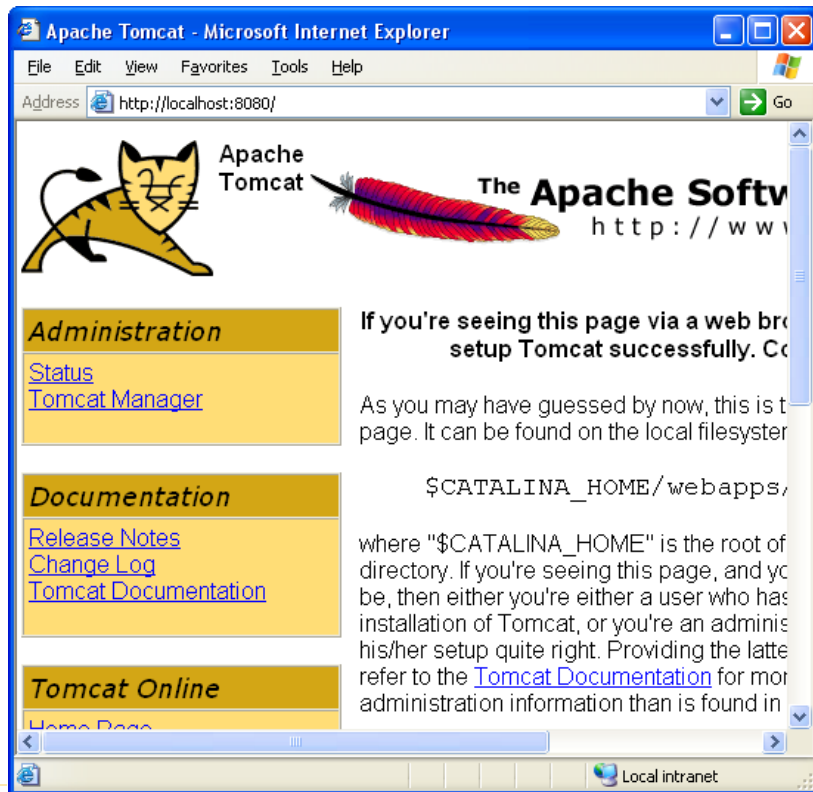 Apache Tomcat - Microsoft Internet Explorer
File Edit View Favorites Tools Help
Address http://localhost:8080/ Go
Apache
Tomcat
The Apache Softw
http://www
Administration
Status
Tomcat Manager
Documentation
Release Notes
Change Log
Tomcat Documentation
Tomcat Online
Home Page
If you're seeing this page via a web bro
setup Tomcat successfully. Co
As you may have guessed by now, this is t
page. It can be found on the local filesyster
$CATALINA_HOME/webapps/
where "$CATALINA_HOME" is the root of
directory. If you're seeing this page, and yo
be, then either you're either a user who has
installation of Tomcat, or you're an adminis
his/her setup quite right. Providing the latte
refer to the Tomcat Documentation for mor
administration information than is found in
Local intranet